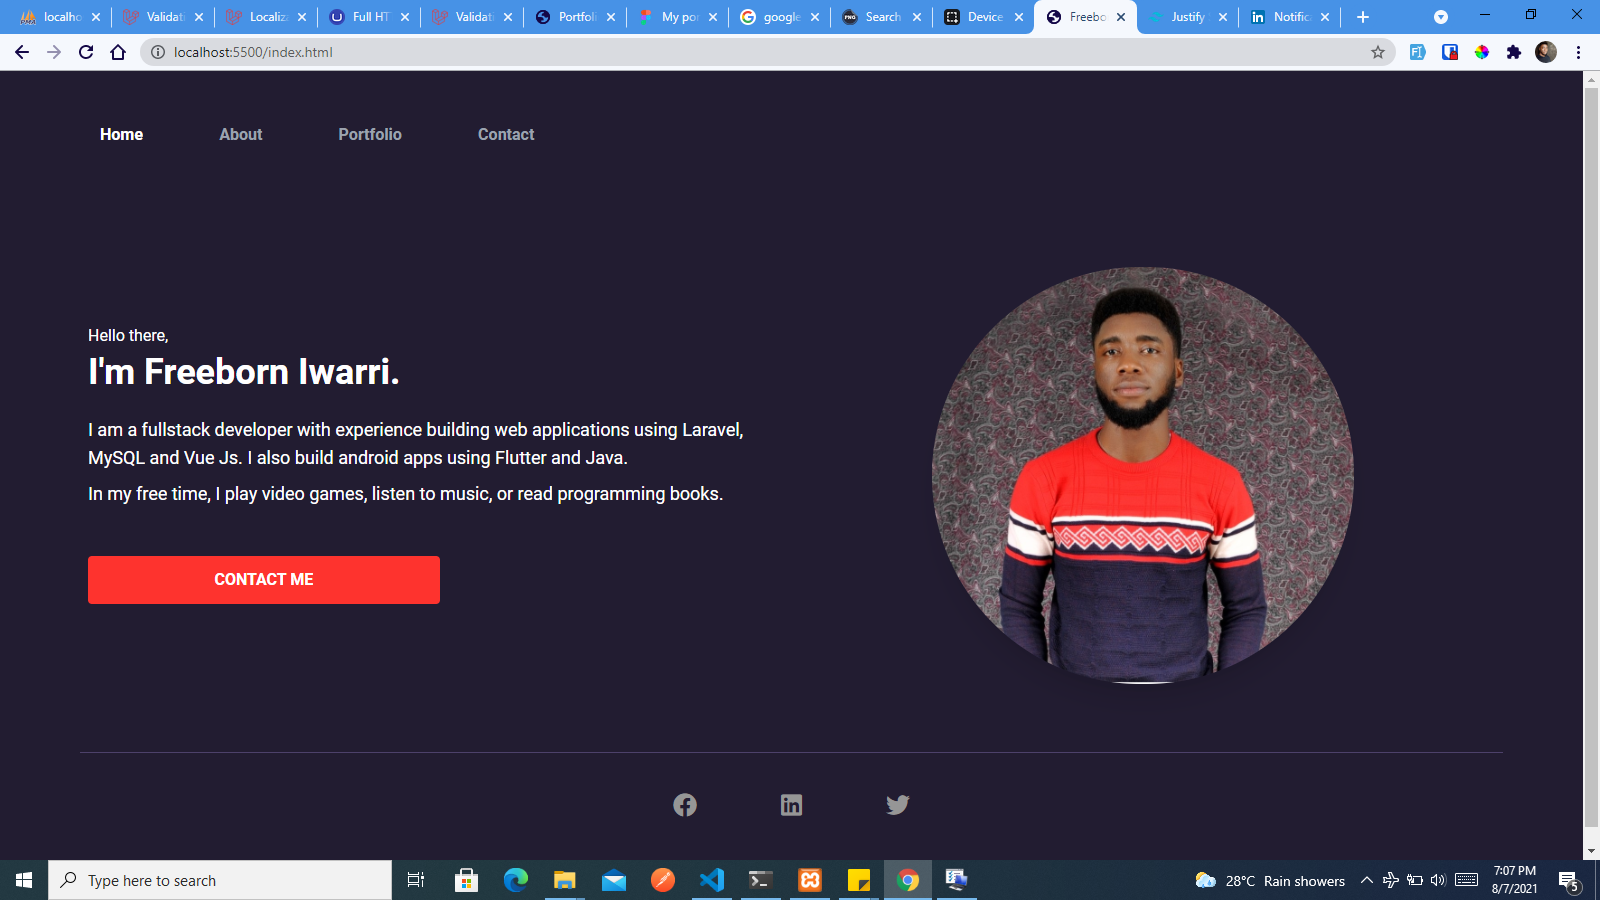 localho
Validati
Localiza
Full HT
Validati
Portfoli
My por
google
Search
Device
Freebo
Justify
Notific
localhost:5500/index.html
Home
About
Portfolio
Contact
Hello there,
I'm Freeborn Iwarri.
I am a fullstack developer with experience building web applications using Laravel,
MySQL and Vue Js. I also build android apps using Flutter and Java.
In my free time, I play video games, listen to music, or read programming books.
CONTACT ME
Type here to search
28°C Rain showers
7:07 PM
8/7/2021
5